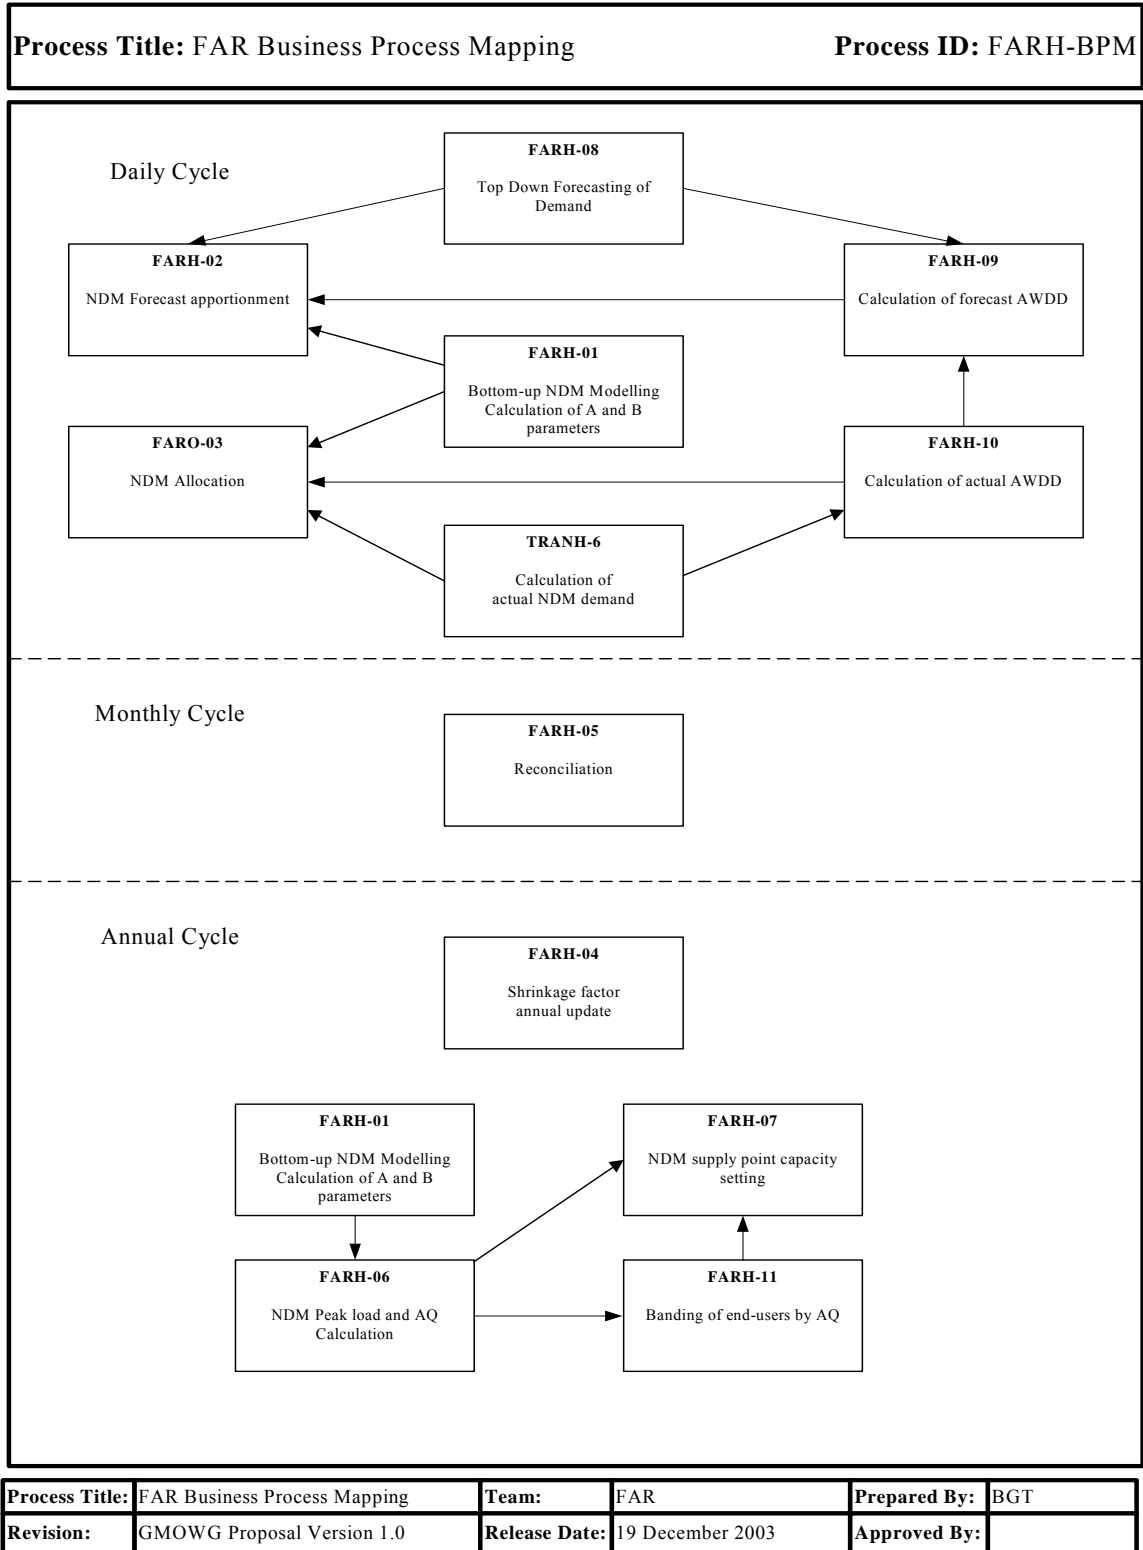 Process Title: FAR Business Process Mapping Process ID: FARH-BPM
Daily Cycle
FARH-08
Top Down Forecasting of
Demand
FARH-02
NDM Forecast apportionment
FARH-09
Calculation of forecast AWDD
FARH-01
Bottom-up NDM Modelling
Calculation of A and B
parameters
FARO-03
NDM Allocation
FARH-10
Calculation of actual AWDD
TRANH-6
Calculation of
actual NDM demand
Monthly Cycle
FARH-05
Reconciliation
Annual Cycle
FARH-04
Shrinkage factor
annual update
FARH-01
Bottom-up NDM Modelling
Calculation of A and B
parameters
FARH-07
NDM supply point capacity
setting
FARH-06
NDM Peak load and AQ
Calculation
FARH-11
Banding of end-users by AQ
Process Title: FAR Business Process Mapping Team: FAR Prepared By: BGT
Revision: GMOWG Proposal Version 1.0 Release Date: 19 December 2003 Approved By: